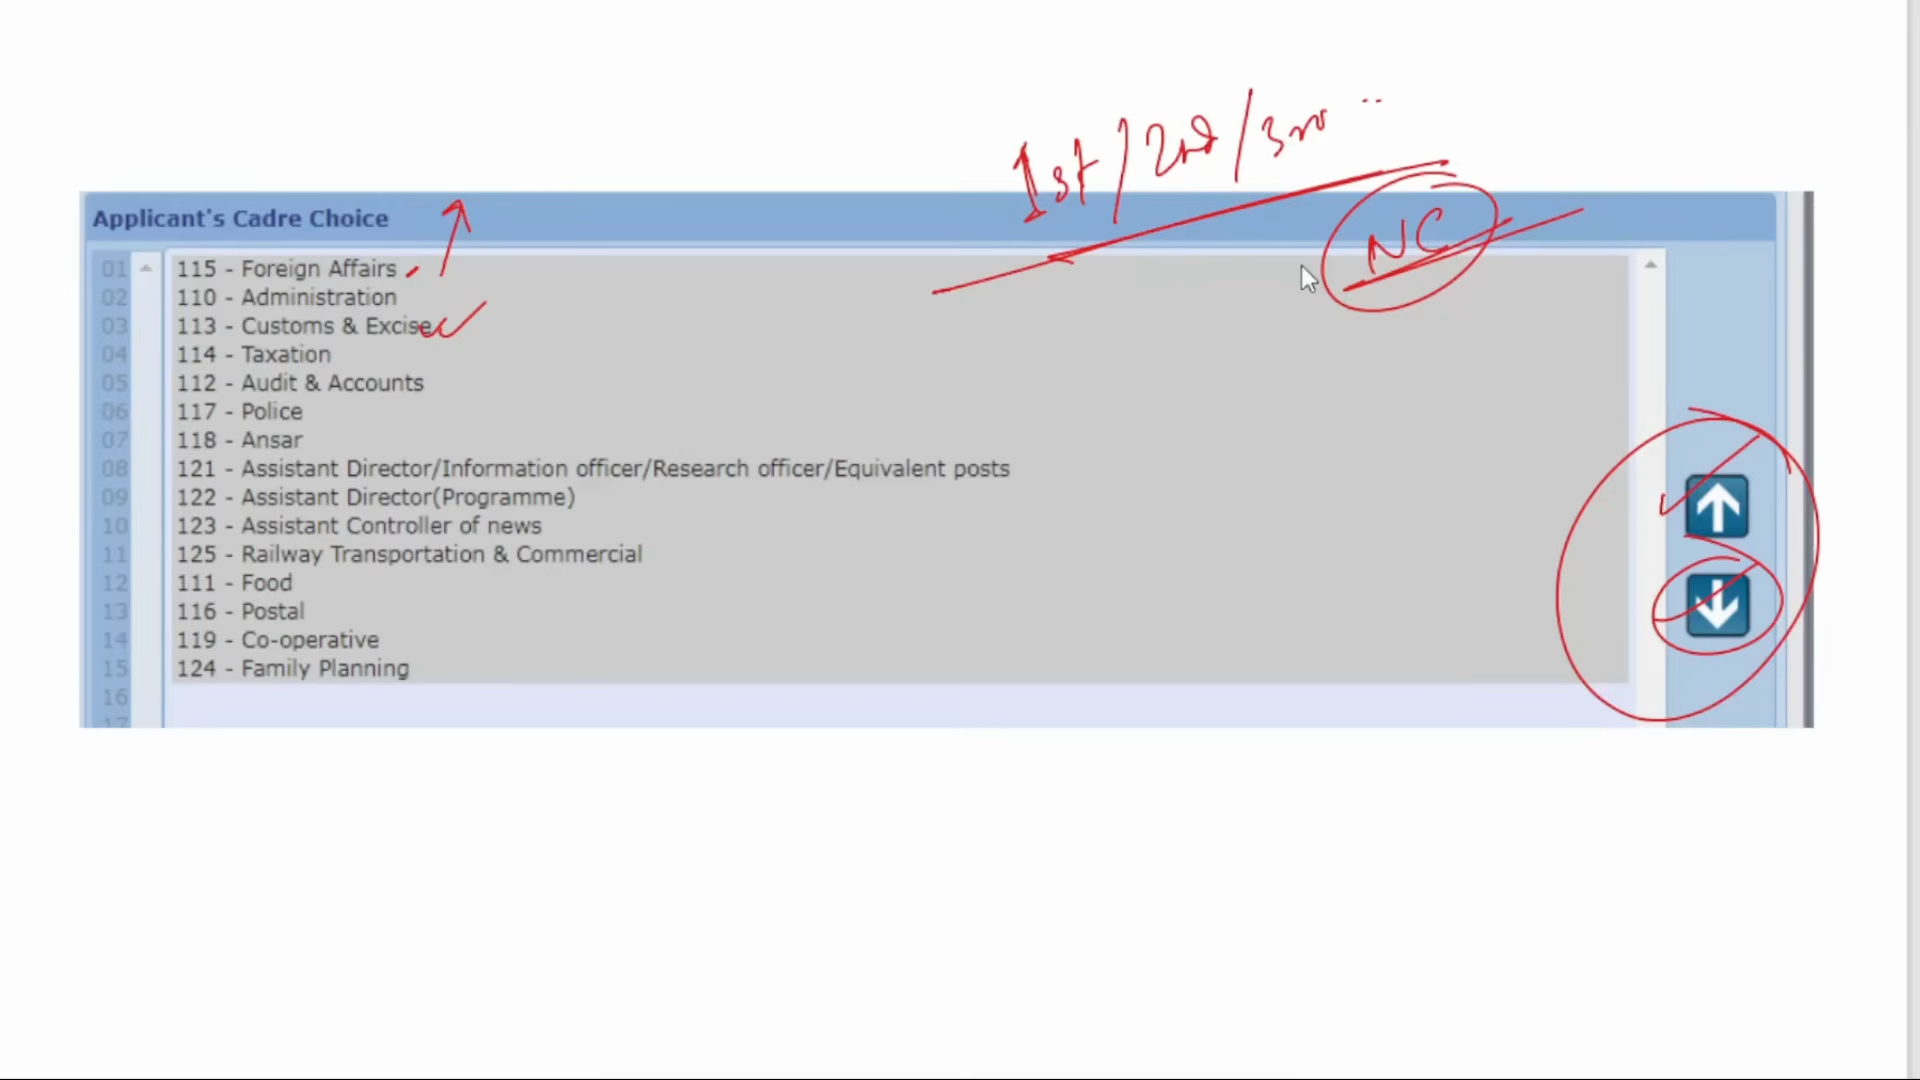 1st/2nd/3rd ..
NC
Applicant's Cadre Choice
01 115 - Foreign Affairs
02 110 - Administration
03 113 - Customs & Excise
04 114 - Taxation
05 112 - Audit & Accounts
06 117 - Police
07 118 - Ansar
08 121 - Assistant Director/Information officer/Research officer/Equivalent posts
09 122 - Assistant Director(Programme)
10 123 - Assistant Controller of news
11 125 - Railway Transportation & Commercial
12 111 - Food
13 116 - Postal
14 119 - Co-operative
15 124 - Family Planning
16
17